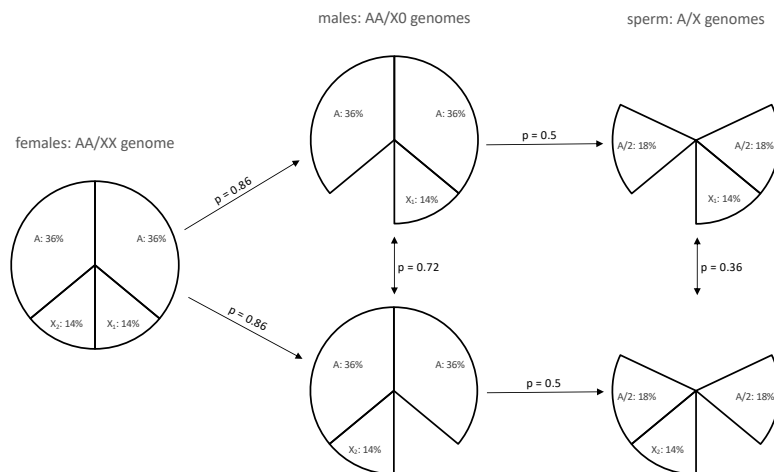 males: AA/X0 genomes
sperm: A/X genomes
females: AA/XX genome
A: 36%
A: 36%
X₂: 14%
X₁: 14%
p = 0.86
p = 0.86
A: 36%
A: 36%
X₁: 14%
p = 0.5
A/2: 18%
A/2: 18%
X₁: 14%
p = 0.72
p = 0.36
A: 36%
A: 36%
X₂: 14%
p = 0.5
A/2: 18%
A/2: 18%
X₂: 14%